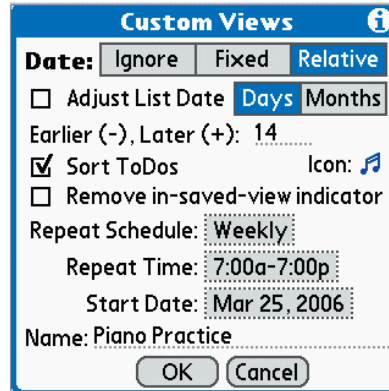 Custom Views i
Date: Ignore Fixed Relative
Adjust List Date Days Months
Earlier (-), Later (+): 14
Sort ToDos Icon:
Remove in-saved-view indicator
Repeat Schedule: Weekly
Repeat Time: 7:00a-7:00p
Start Date: Mar 25, 2006
Name: Piano Practice
OK Cancel